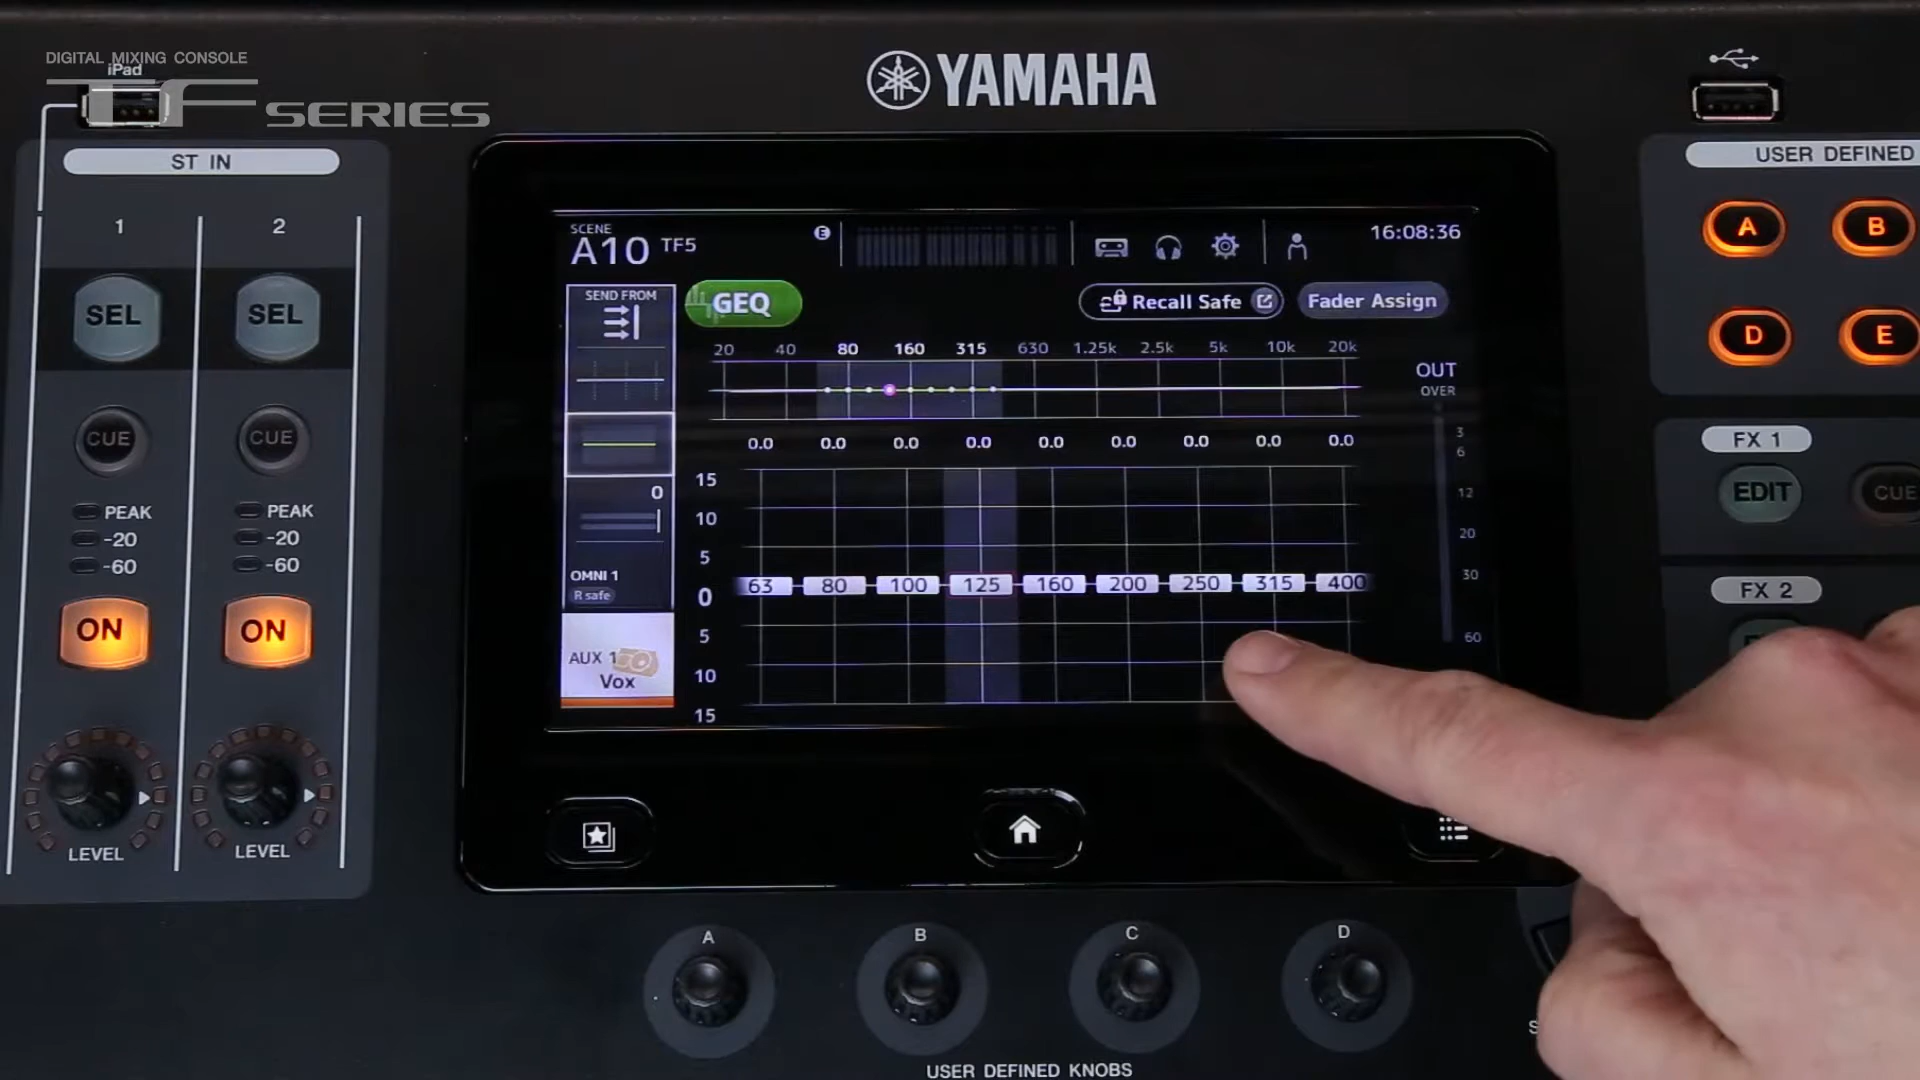 DIGITAL MIXING CONSOLE
iPad
TF SERIES
YAMAHA
ST IN
1
2
SEL
SEL
CUE
CUE
PEAK
-20
-60
PEAK
-20
-60
ON
ON
LEVEL
LEVEL
SCENE
A10 TF5
E
16:08:36
SEND FROM
GEQ
Recall Safe
Fader Assign
20 40 80 160 315 630 1.25k 2.5k 5k 10k 20k
0.0 0.0 0.0 0.0 0.0 0.0 0.0 0.0 0.0
15
10
5
0
5
10
15
63 80 100 125 160 200 250 315 400
OUT
OVER
3
6
12
20
30
60
0
OMNI 1
R safe
AUX 1
Vox
USER DEFINED
A
B
D
E
FX 1
EDIT
CUE
FX 2
A
B
C
D
USER DEFINED KNOBS